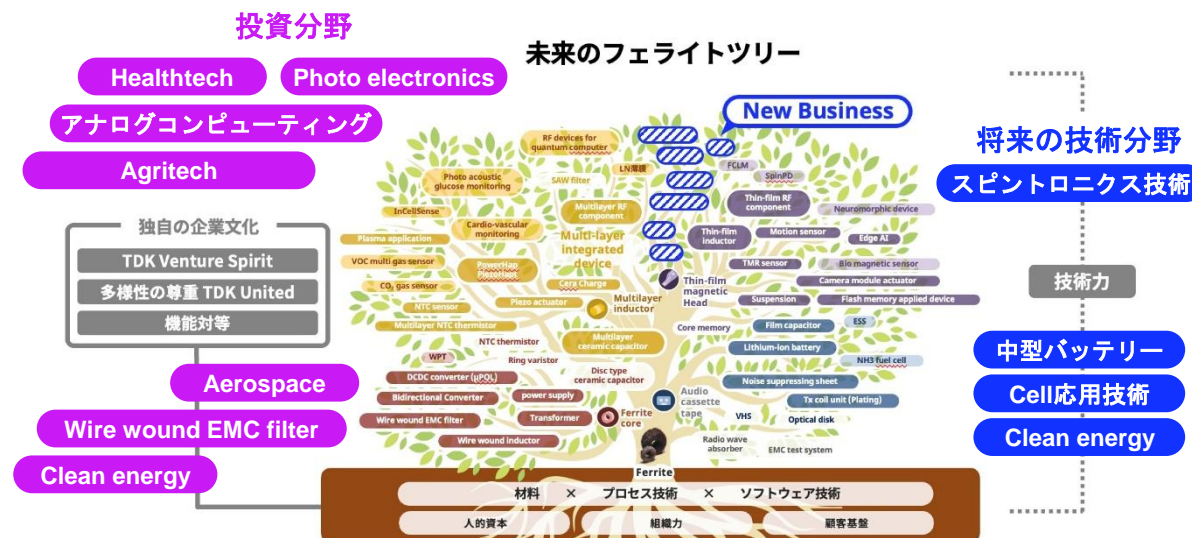 投資分野
Healthtech
Photo electronics
アナログコンピューティング
Agritech
未来のフェライトツリー
New Business
将来の技術分野
スピントロニクス技術
独自の企業文化
TDK Venture Spirit
多様性の尊重 TDK United
機能対等
技術力
Aerospace
Wire wound EMC filter
Clean energy
中型バッテリー
Cell応用技術
Clean energy
RF devices for
quantum computer
LN薄膜
FCLM
SpinPD
Photo acoustic
glucose monitoring
SAW filter
Thin-film RF
component
Neuromorphic device
InCellSense
Multilayer RF
component
Cardio-vascular
monitoring
Motion sensor
Thin-film
inductor
Edge AI
Plasma application
Multi-layer
integrated
device
VOC multi gas sensor
PowerHap
PiezoHapt
TMR sensor
Bio magnetic sensor
CO₂ gas sensor
Cera Charge
Thin-film
magnetic
Head
Camera module actuator
Piezo actuator
Suspension
Flash memory applied device
NTC sensor
Multilayer
inductor
Multilayer NTC thermistor
Core memory
Film capacitor
ESS
NTC thermistor
Multilayer
ceramic capacitor
Lithium-ion battery
WPT
Ring varistor
NH3 fuel cell
DCDC converter (μPOL)
Disc type
ceramic capacitor
Noise suppressing sheet
Bidirectional Converter
power supply
Audio
cassette
tape
Tx coil unit (Plating)
Wire wound EMC filter
Transformer
Ferrite
core
VHS
Optical disk
Wire wound inductor
Radio wave
absorber
EMC test system
Ferrite
材料 × プロセス技術 × ソフトウェア技術
人的資本
組織力
顧客基盤